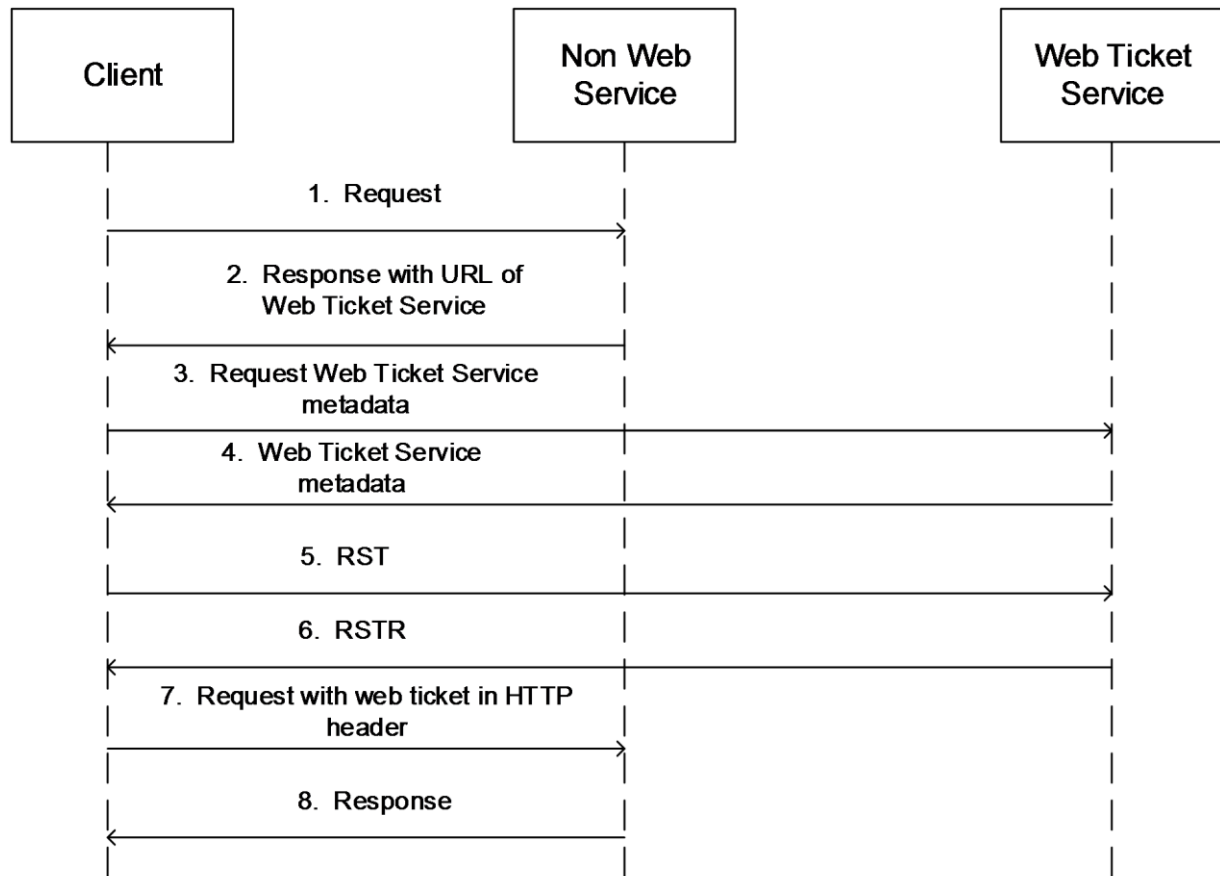 Client
Non Web
Service
Web Ticket
Service
1. Request
2. Response with URL of
Web Ticket Service
3. Request Web Ticket Service
metadata
4. Web Ticket Service
metadata
5. RST
6. RSTR
7. Request with web ticket in HTTP
header
8. Response